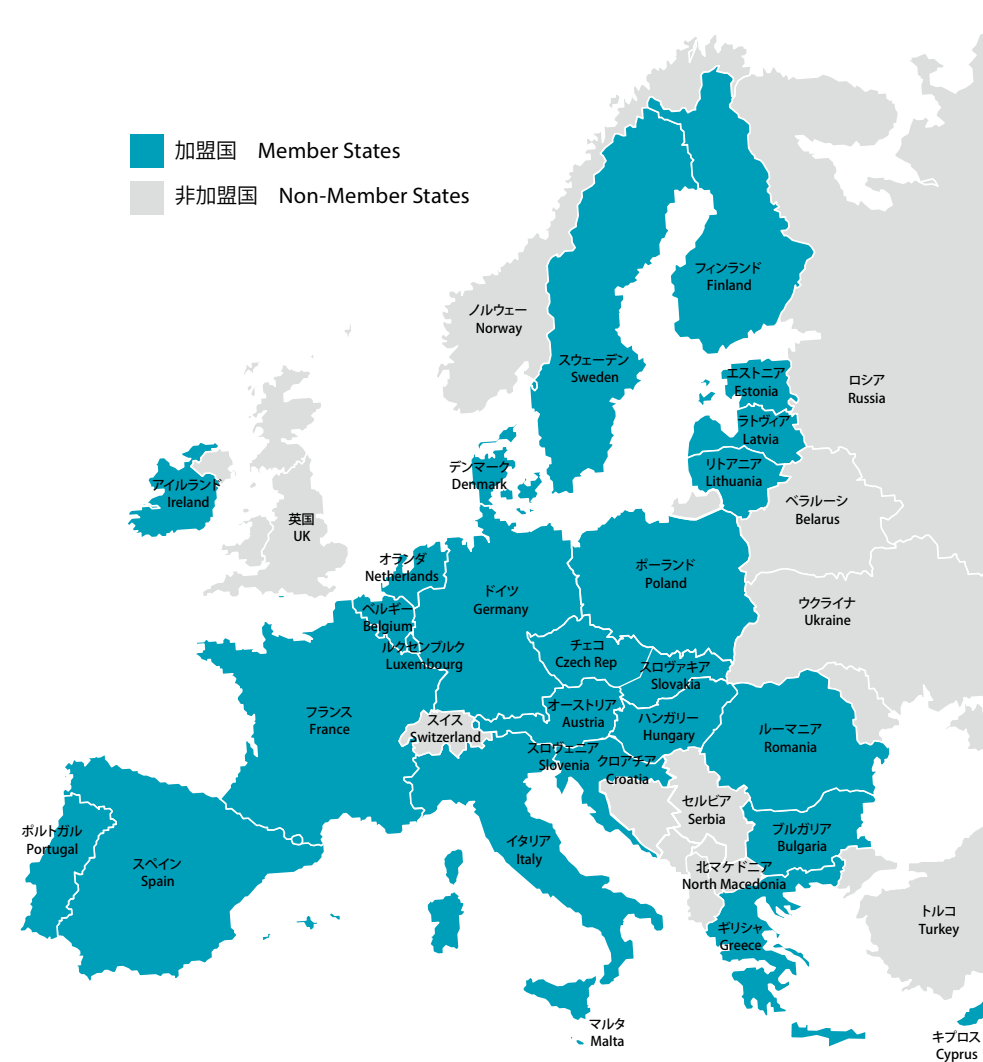 加盟国 Member States
非加盟国 Non-Member States
フィンランド
Finland
ノルウェー
Norway
スウェーデン
Sweden
エストニア
Estonia
ロシア
Russia
ラトヴィア
Latvia
デンマーク
Denmark
リトアニア
Lithuania
アイルランド
Ireland
ベラルーシ
Belarus
英国
UK
オランダ
Netherlands
ポーランド
Poland
ドイツ
Germany
ベルギー
Belgium
ウクライナ
Ukraine
ルクセンブルク
Luxembourg
チェコ
Czech Rep
スロヴァキア
Slovakia
フランス
France
スイス
Switzerland
オーストリア
Austria
ハンガリー
Hungary
ルーマニア
Romania
スロヴェニア
Slovenia
クロアチア
Croatia
セルビア
Serbia
ポルトガル
Portugal
スペイン
Spain
イタリア
Italy
ブルガリア
Bulgaria
北マケドニア
North Macedonia
ギリシャ
Greece
トルコ
Turkey
マルタ
Malta
キプロス
Cyprus